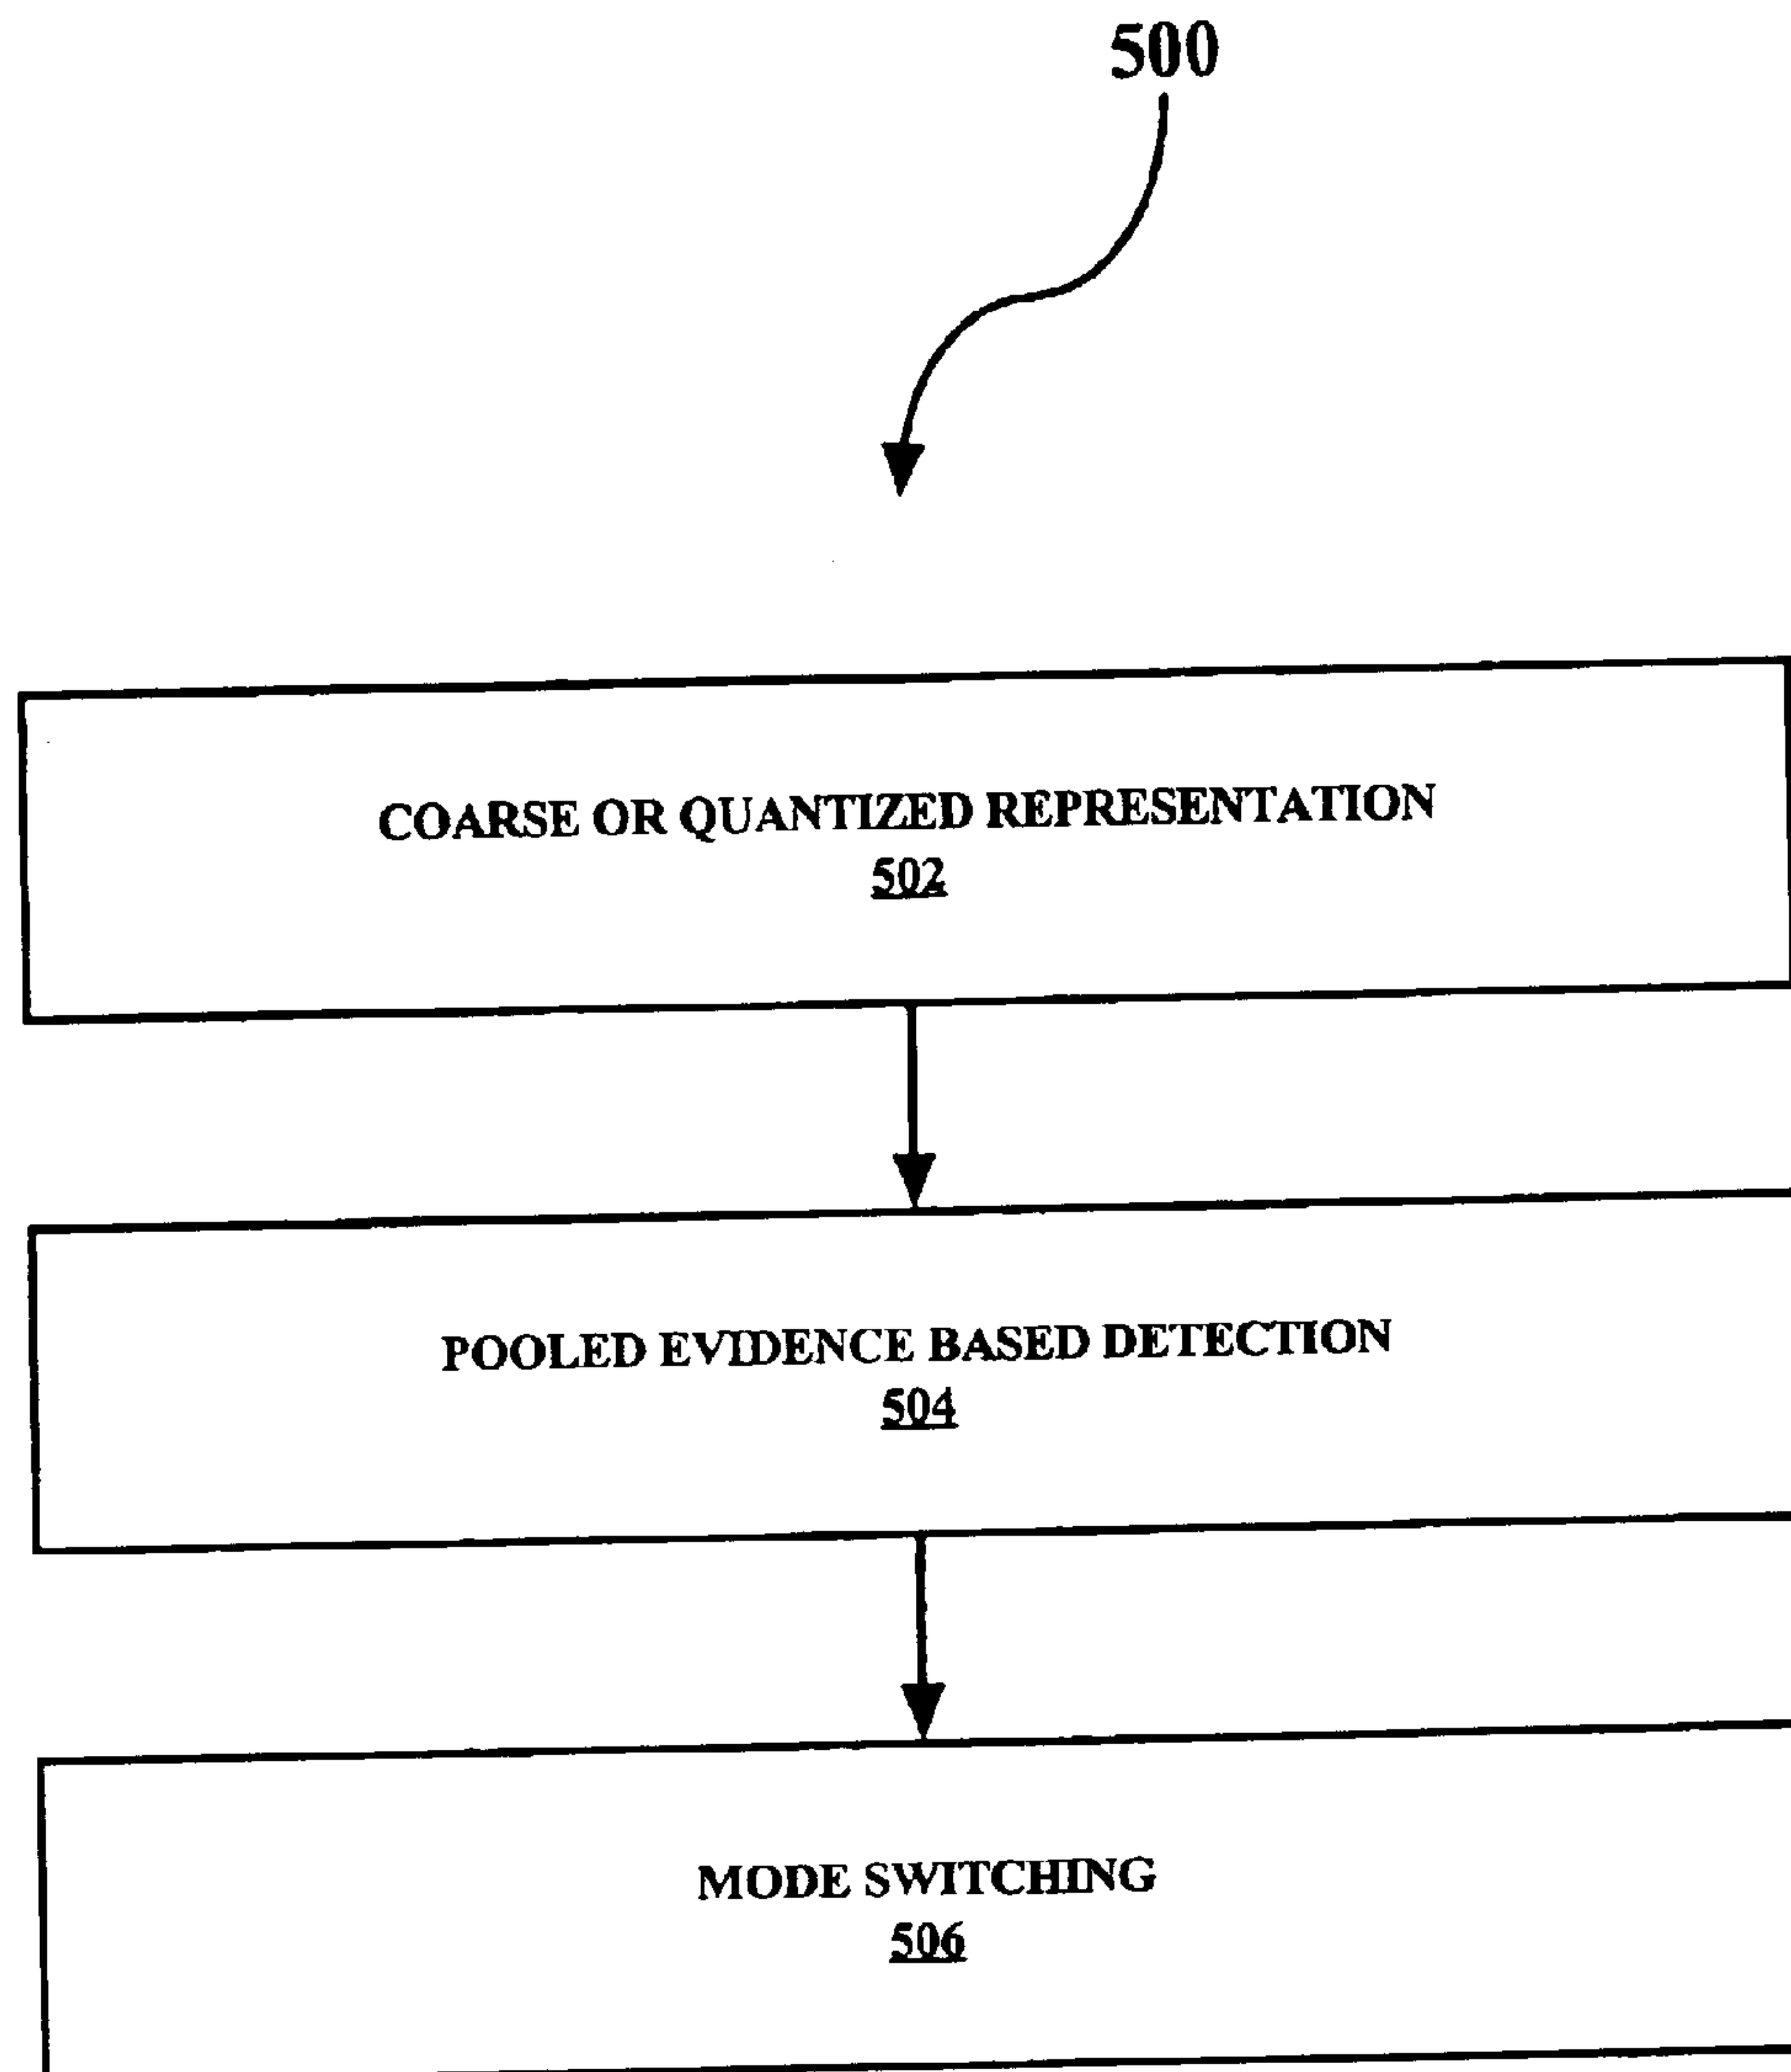 500
COARSE OR QUANTIZED REPRESENTATION
502
POOLED EVIDENCE BASED DETECTION
504
MODE SWITCHING
506